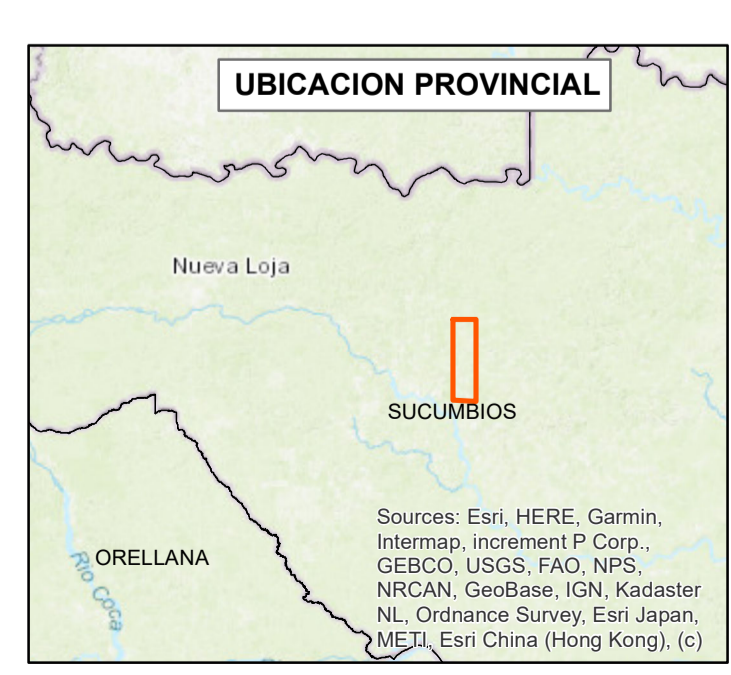 UBICACION PROVINCIAL
Nueva Loja
SUCUMBIOS
ORELLANA
Río Coca
Sources: Esri, HERE, Garmin,
Intermap, increment P Corp.,
GEBCO, USGS, FAO, NPS,
NRCAN, GeoBase, IGN, Kadaster
NL, Ordnance Survey, Esri Japan,
METI, Esri China (Hong Kong), (c)